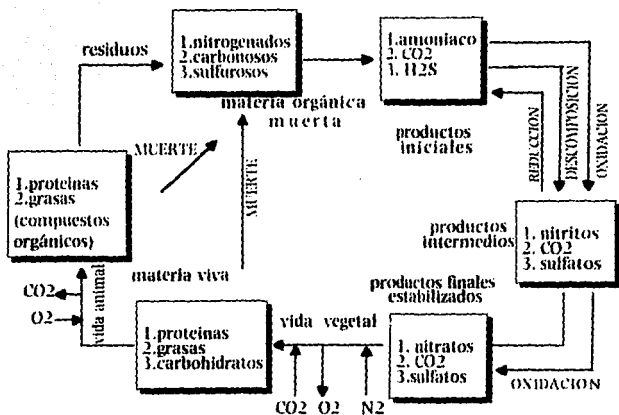 residuos
1.nitrogenados
2.carbonosos
3.sulfurosos
materia orgánica
muerta
1.amoniaco
2. CO2
3. H2S
productos
iniciales
REDUCCION
DESCOMPOSICION
OXIDACION
MUERTE
MUERTE
1.proteinas
2.grasas
(compuestos
orgánicos)
productos
intermedios
1. nitritos
2. CO2
3. sulfatos
materia viva
CO2
O2
vida animal
1.proteinas
2.grasas
3.carbohidratos
vida vegetal
CO2
O2
N2
productos finales
estabilizados
1. nitratos
2. CO2
3.sulfatos
OXIDACION